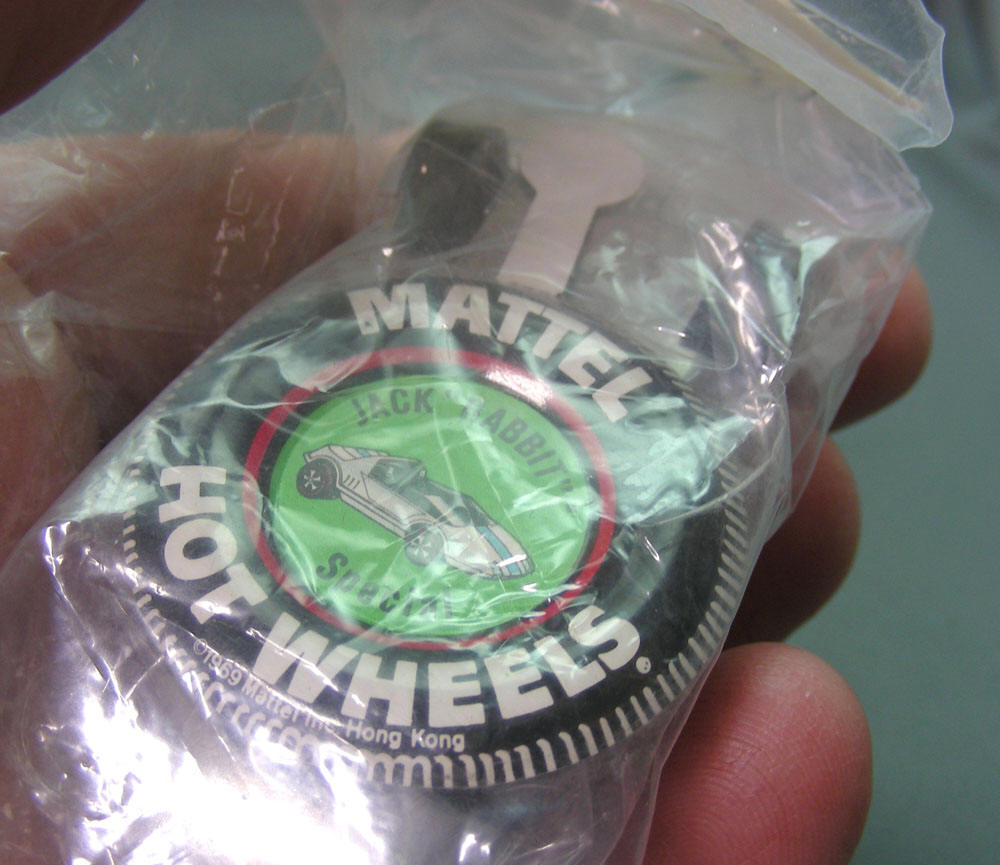 MATTEL
JACK "RABBIT"
Special
HOT WHEELS®
©1969 Mattel Inc. Hong Kong